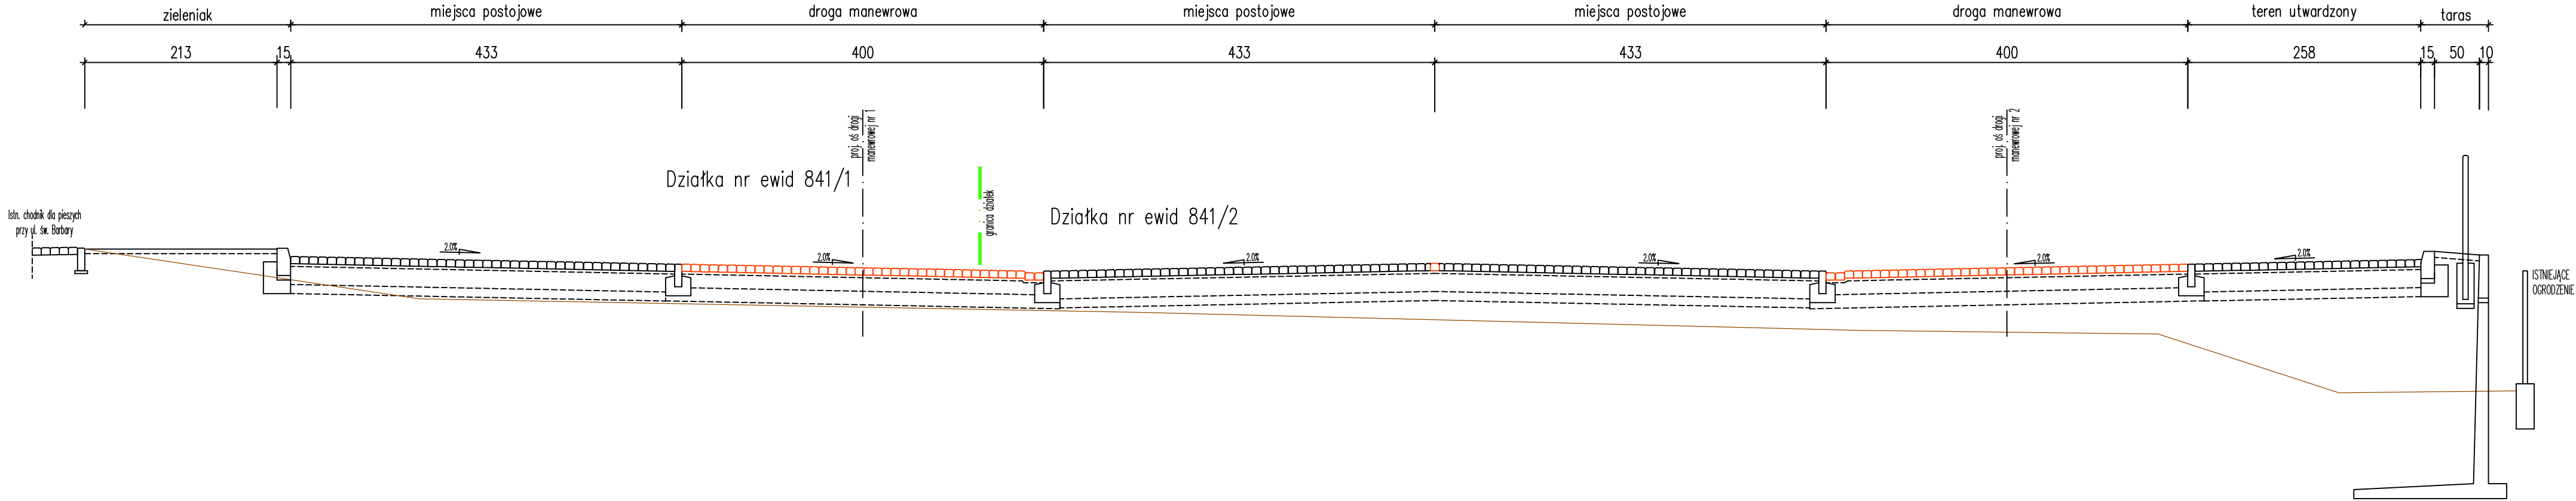 zieleniak
miejsca postojowe
droga manewrowa
miejsca postojowe
miejsca postojowe
droga manewrowa
teren utwardzony
taras
213
15
433
400
433
433
400
258
15
50
10
proj. oś drogi
manewrowej nr 1
proj. oś drogi
manewrowej nr 2
Działka nr ewid 841/1
granica działek
Działka nr ewid 841/2
Istn. chodnik dla pieszych
przy ul. św. Barbary
2.0%
2.0%
2.0%
2.0%
2.0%
2.0%
ISTNIEJĄCE
OGRODZENIE